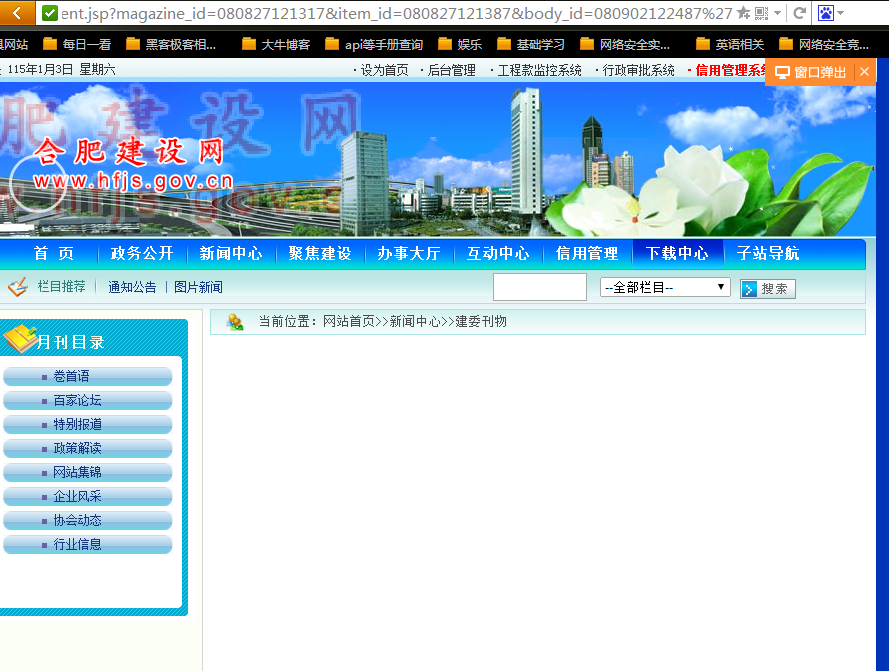 ent.jsp?magazine_id=080827121317&item_id=080827121387&body_id=080902122487%27
网站 每日一看 黑客极客相... 大牛博客 api等手册查询 娱乐 基础学习 网络安全实... 英语相关 网络安全竞...
115年1月3日 星期六 ·设为首页 ·后台管理 ·工程款监控系统 ·行政审批系统 ·信用管理系统
窗口弹出 ×
肥建设网
合肥建设网
www.hfjs.gov.cn
首 页 政务公开 新闻中心 聚焦建设 办事大厅 互动中心 信用管理 下载中心 子站导航
栏目推荐 通知公告 | 图片新闻 --全部栏目-- 搜索
当前位置：网站首页>>新闻中心>>建委刊物
月刊目录
卷首语
百家论坛
特别报道
政策解读
网站集锦
企业风采
协会动态
行业信息